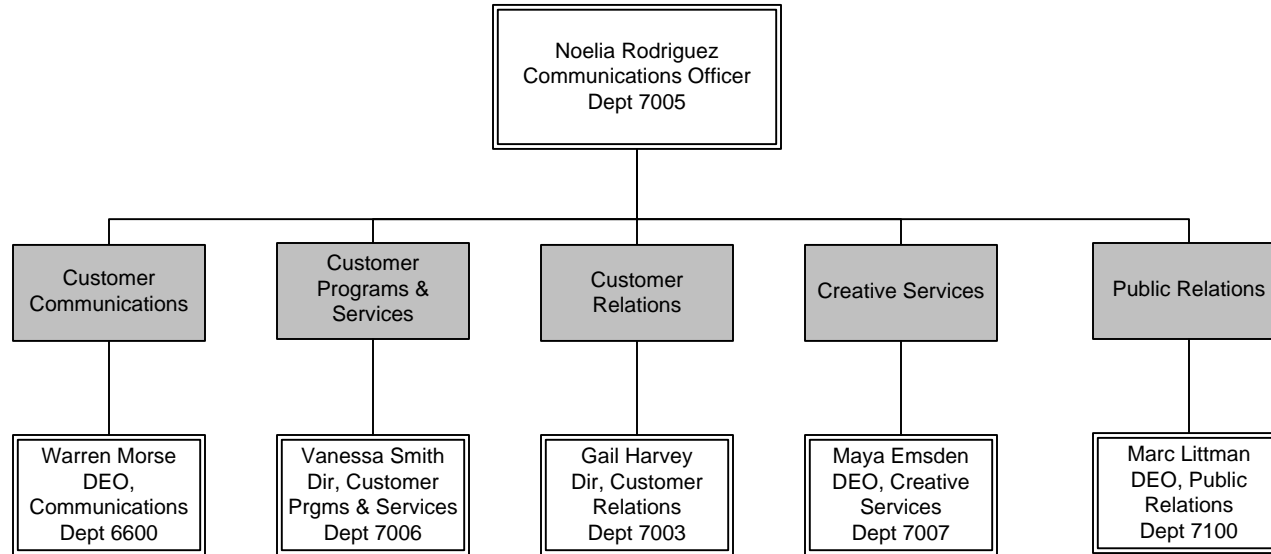 Noelia Rodriguez
Communications Officer
Dept 7005
Customer
Communications
Customer
Programs &
Services
Customer
Relations
Creative Services
Public Relations
Warren Morse
DEO,
Communications
Dept 6600
Vanessa Smith
Dir, Customer
Prgms & Services
Dept 7006
Gail Harvey
Dir, Customer
Relations
Dept 7003
Maya Emsden
DEO, Creative
Services
Dept 7007
Marc Littman
DEO, Public
Relations
Dept 7100